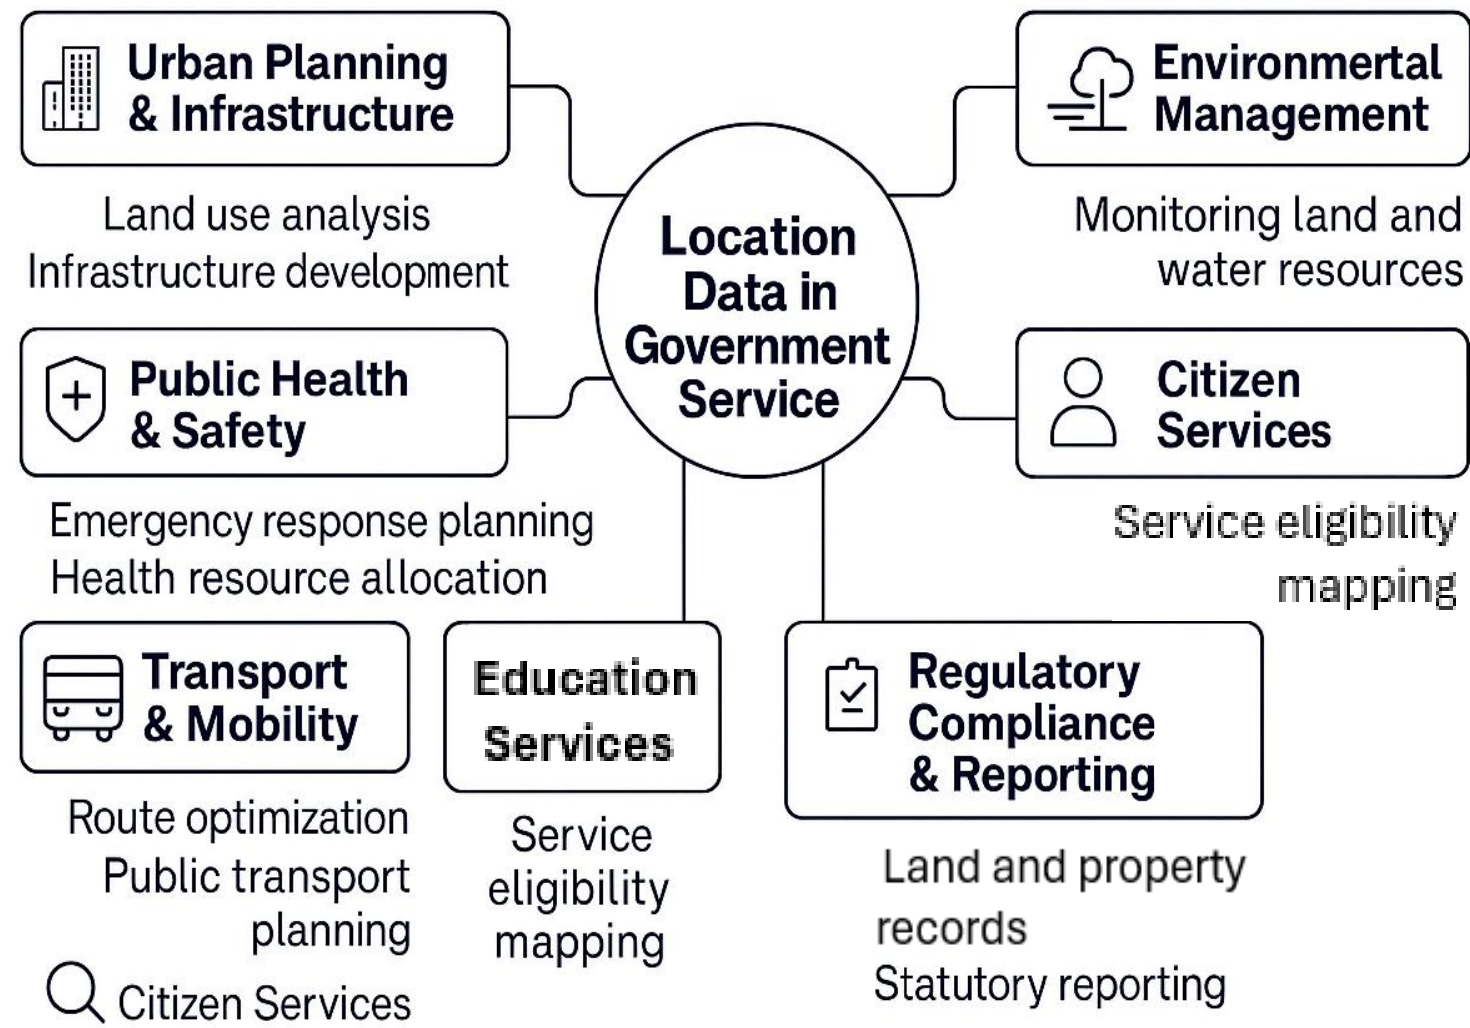 Urban Planning
& Infrastructure
Land use analysis
Infrastructure development
Public Health
& Safety
Emergency response planning
Health resource allocation
Transport
& Mobility
Route optimization
Public transport
planning
Citizen Services
Location
Data in
Government
Service
Education
Services
Service
eligibility
mapping
Environmertal
Management
Monitoring land and
water resources
Citizen
Services
Service eligibility
mapping
Regulatory
Compliance
& Reporting
Land and property
records
Statutory reporting